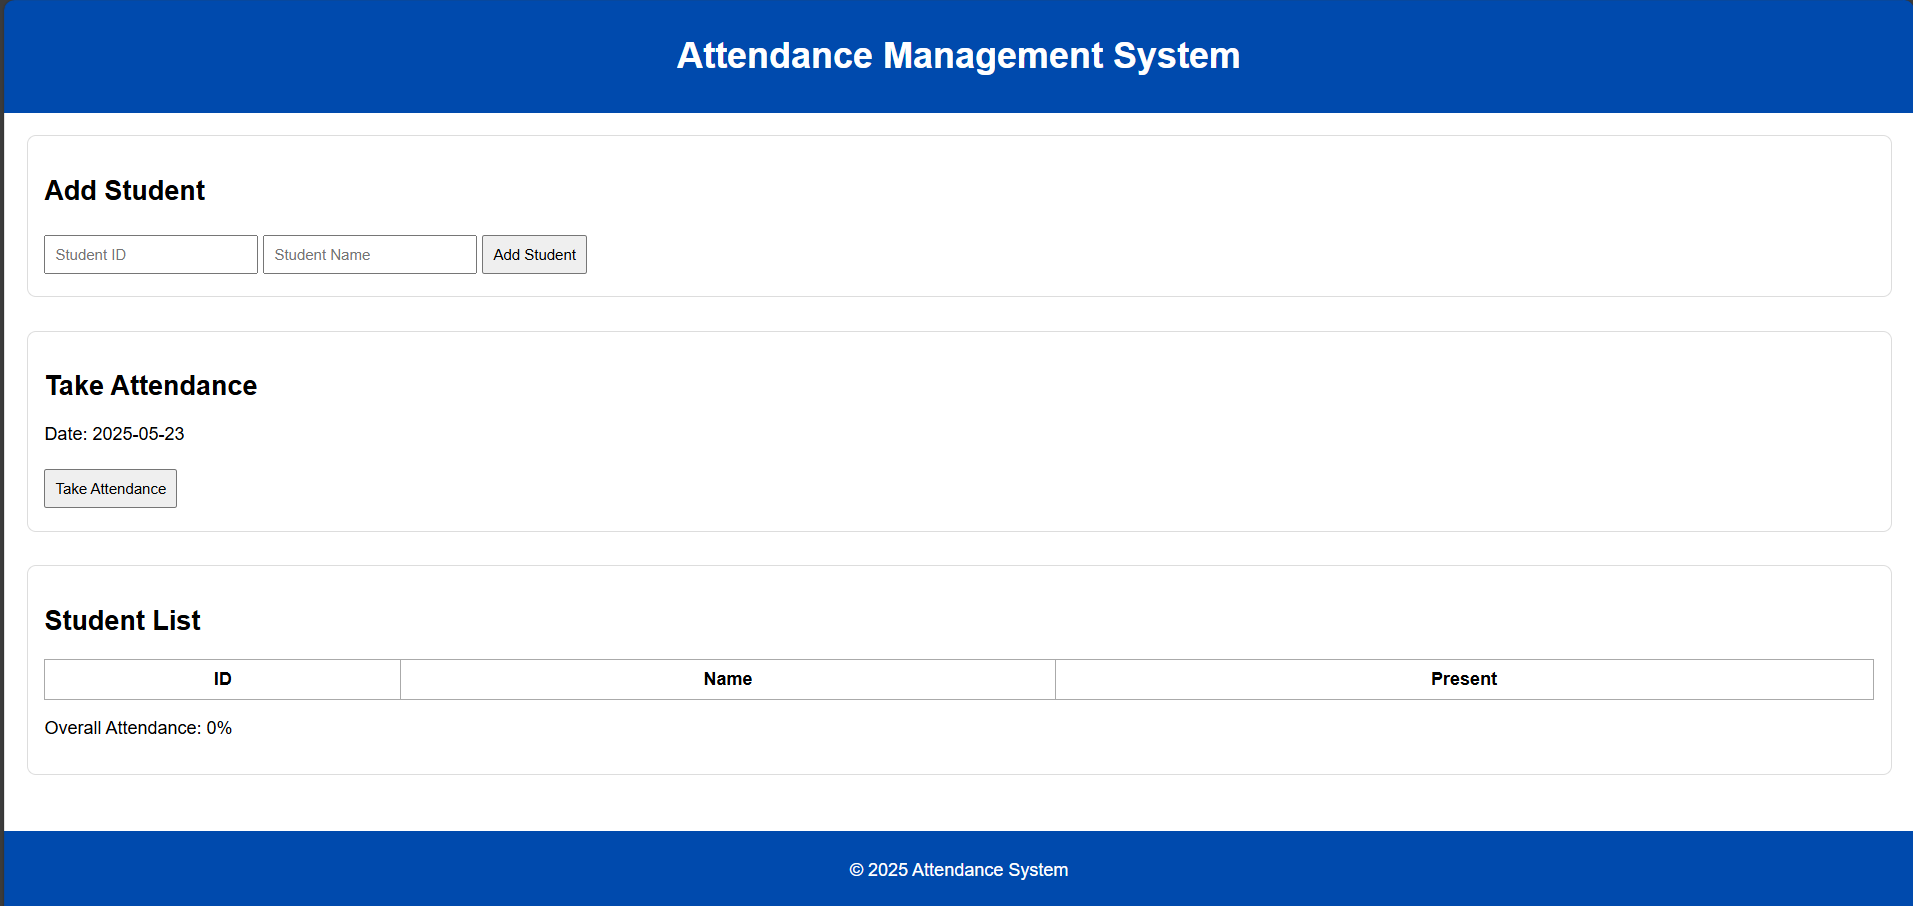 Attendance Management System
Add Student
Student ID Student Name Add Student
Take Attendance
Date: 2025-05-23
Take Attendance
Student List
ID Name Present
Overall Attendance: 0%
© 2025 Attendance System